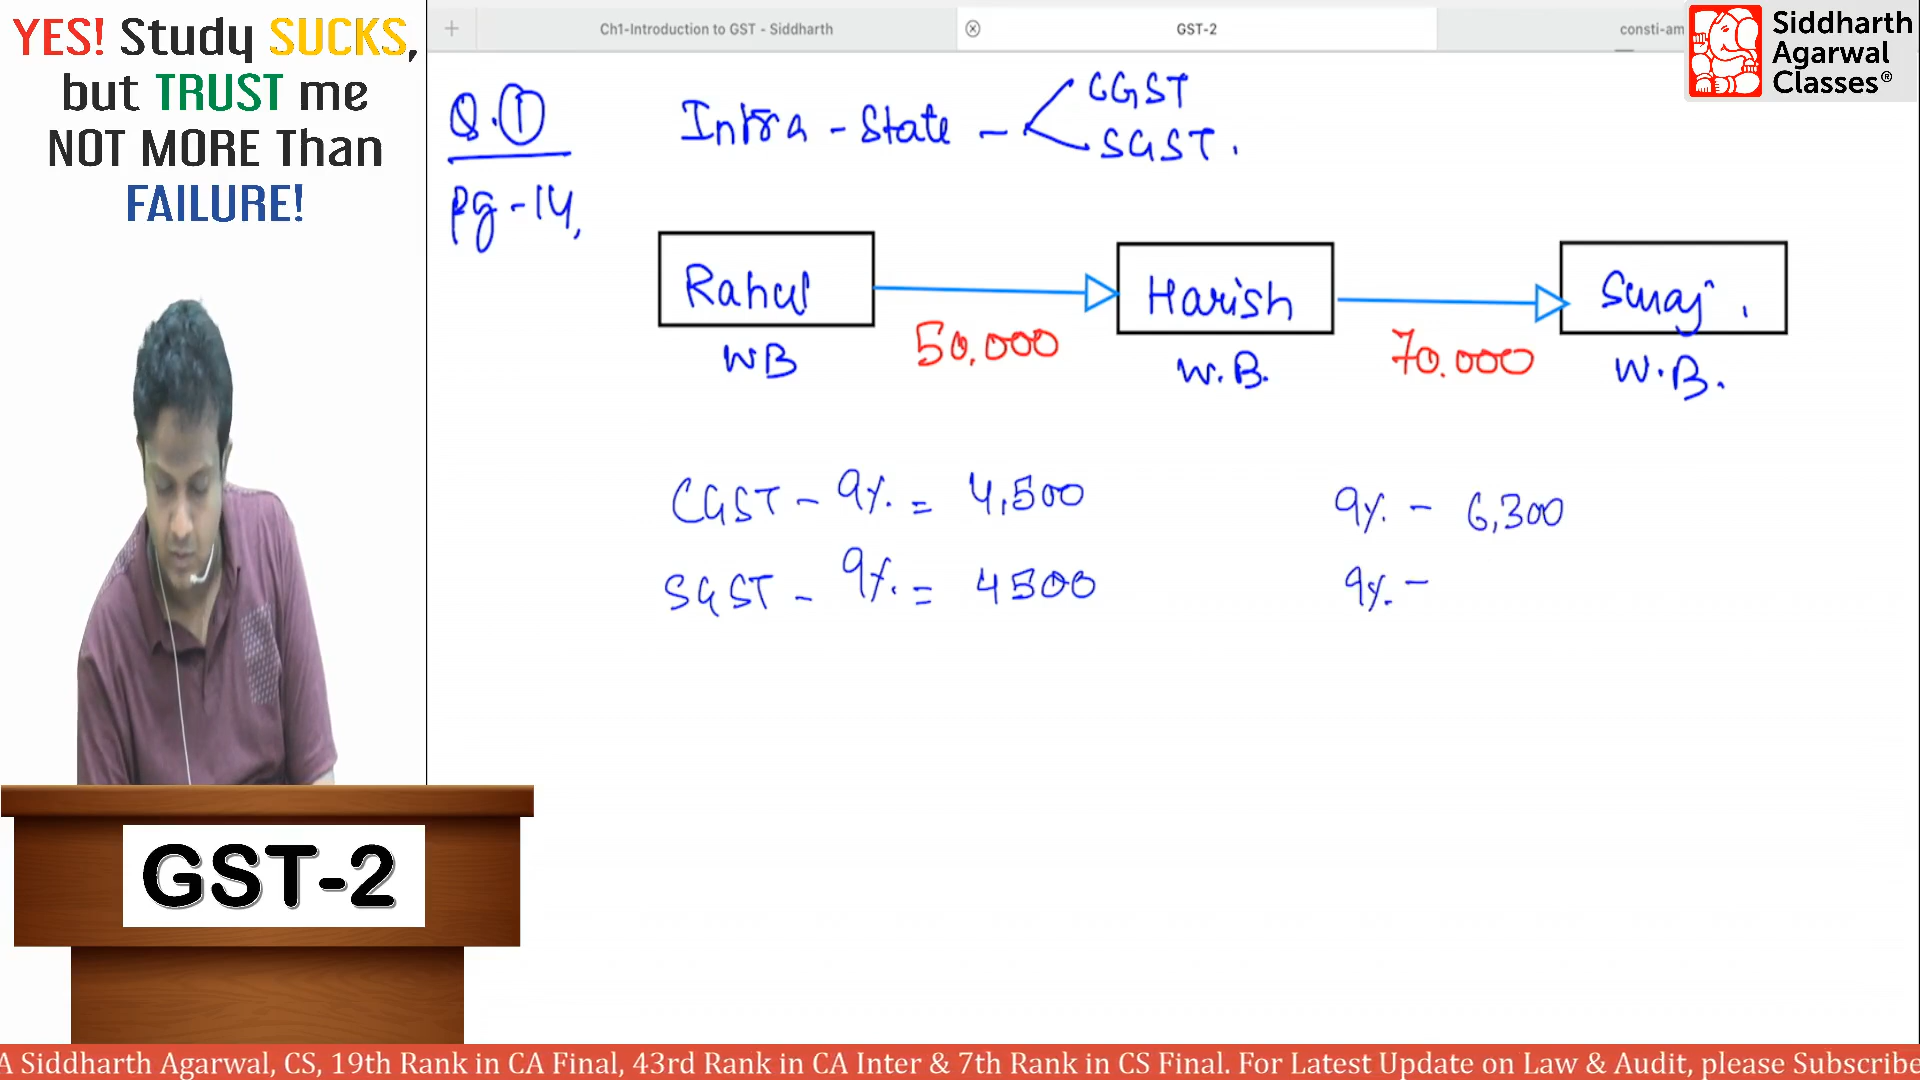 YES! Study SUCKS,
but TRUST me
NOT MORE Than
FAILURE!
Ch1-Introduction to GST - Siddharth
GST-2
consti-am
Siddharth
Agarwal
Classes®
Q.1
Pg-14,
Intra-State -
CGST
SGST.
Rahul
Harish
Suraj.
50,000
70,000
WB
W.B.
W.B.
CGST - 9% = 4,500
9% - 6,300
SGST - 9% = 4500
9% -
GST-2
A Siddharth Agarwal, CS, 19th Rank in CA Final, 43rd Rank in CA Inter & 7th Rank in CS Final. For Latest Update on Law & Audit, please Subscribe